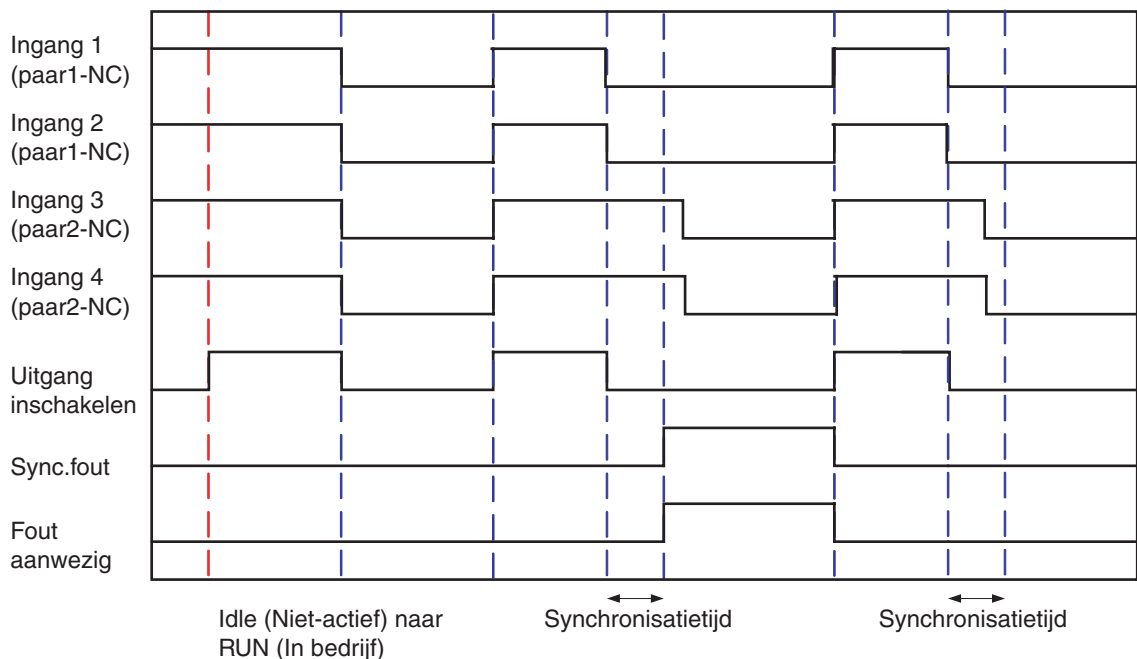 Ingang 1
(paar1-NC)
Ingang 2
(paar1-NC)
Ingang 3
(paar2-NC)
Ingang 4
(paar2-NC)
Uitgang
inschakelen
Sync.fout
Fout
aanwezig
Idle (Niet-actief) naar
RUN (In bedrijf)
Synchronisatietijd
Synchronisatietijd